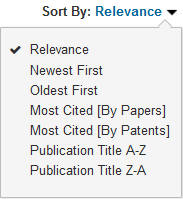 Sort By: Relevance
Relevance
Newest First
Oldest First
Most Cited [By Papers]
Most Cited [By Patents]
Publication Title A-Z
Publication Title Z-A